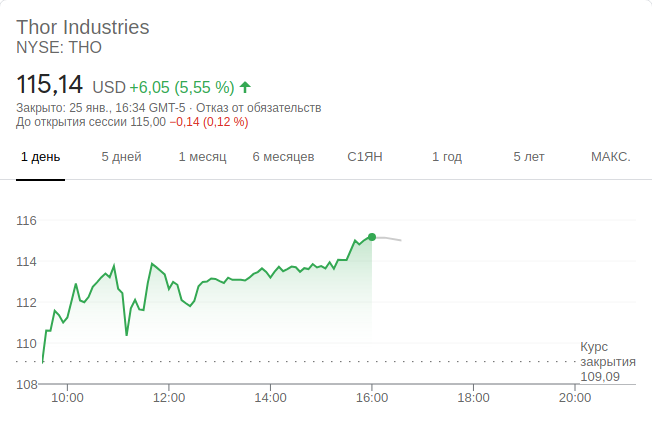 Thor Industries
NYSE: THO
115,14 USD +6,05 (5,55 %)
Закрыто: 25 янв., 16:34 GMT-5 · Отказ от обязательств
До открытия сессии 115,00 −0,14 (0,12 %)
1 день 5 дней 1 месяц 6 месяцев С1ЯН 1 год 5 лет МАКС.
116
114
112
110
Курс
закрытия
109,09
108
10:00 12:00 14:00 16:00 18:00 20:00